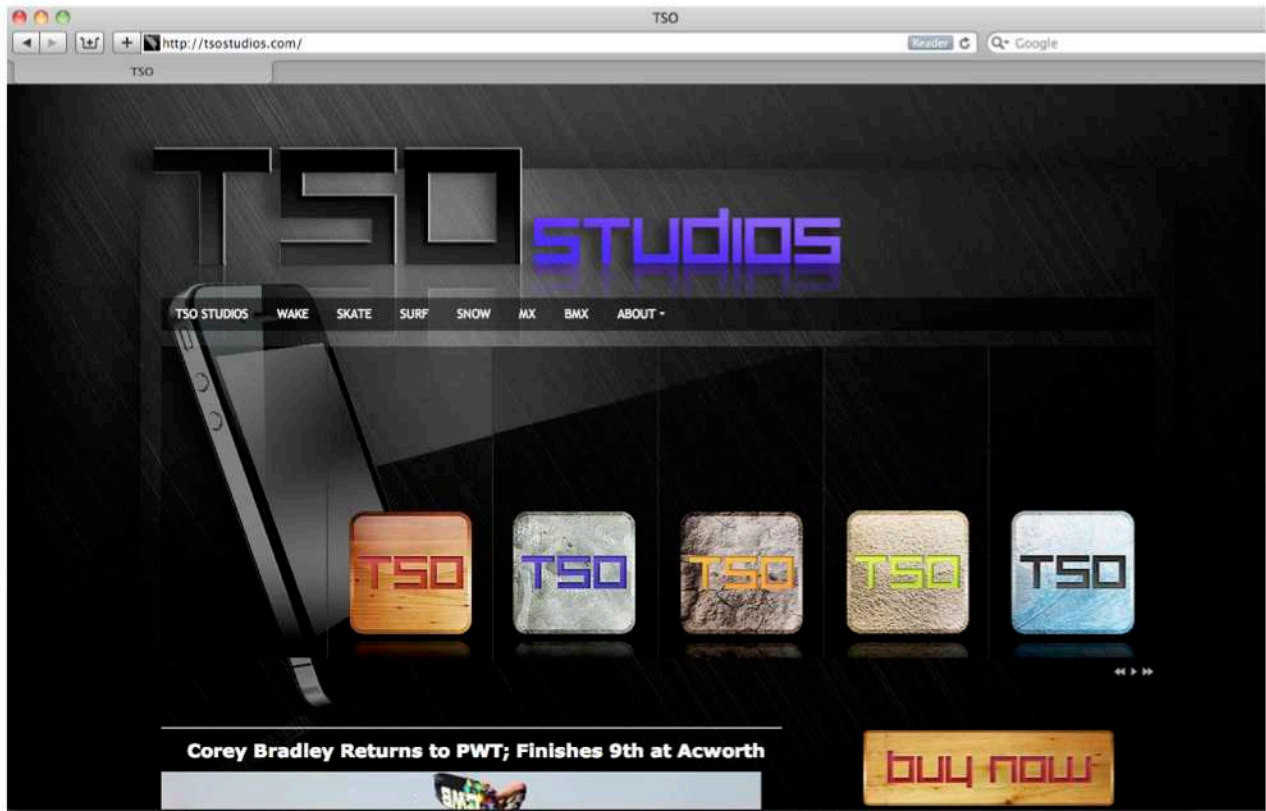 TSO
http://tsostudios.com/
Reader
Google
TSO
TSO STUDIOS
TSO STUDIOS WAKE SKATE SURF SNOW MX BMX ABOUT
TSO TSO TSO TSO TSO
Corey Bradley Returns to PWT; Finishes 9th at Acworth
buy now